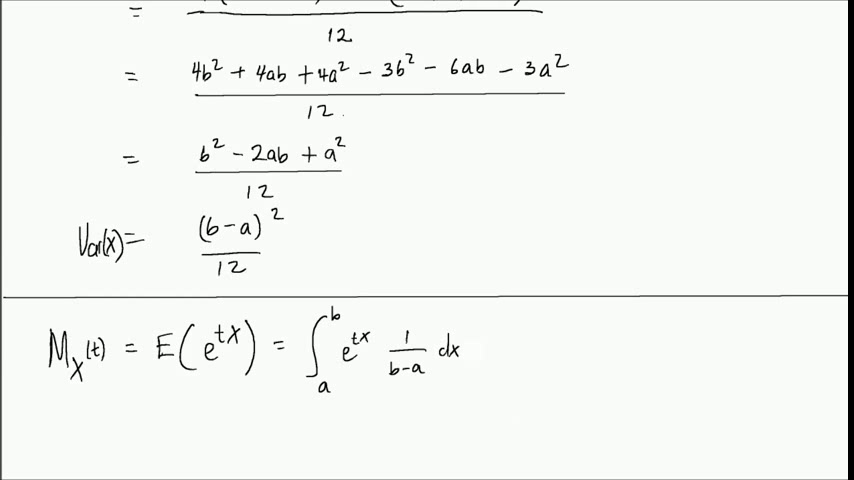 =
12
= 4b² + 4ab + 4a² - 3b² - 6ab - 3a²
12
= b² - 2ab + a²
12
Var(X) = (b-a)²
12
M_X(t) = E(e^{tX}) = ∫_a^b e^{tx} 1/(b-a) dx